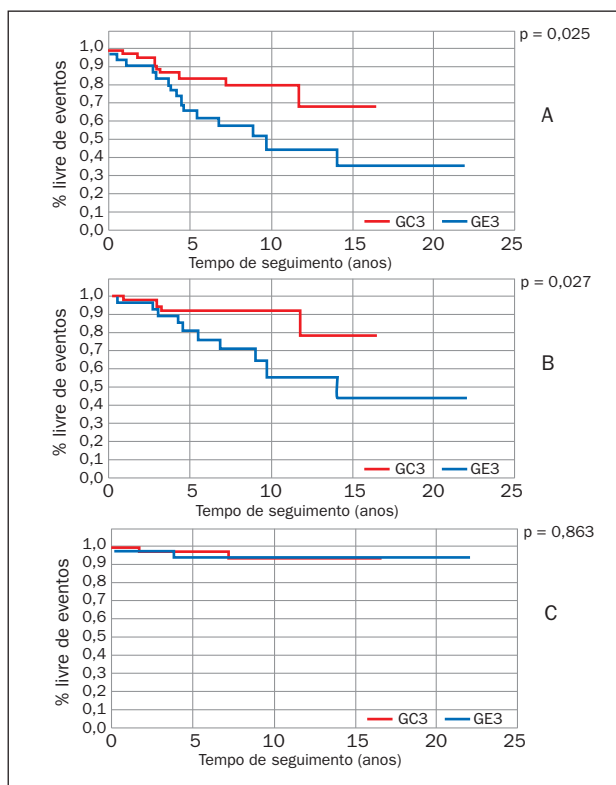 p = 0,025
1,0
0,9
0,8
0,7
0,6
0,5
0,4
0,3
0,2
0,1
0,0
% livre de eventos
A
GC3 GE3
0 5 10 15 20 25
Tempo de seguimento (anos)
p = 0,027
1,0
0,9
0,8
0,7
0,6
0,5
0,4
0,3
0,2
0,1
0,0
% livre de eventos
B
GC3 GE3
0 5 10 15 20 25
Tempo de seguimento (anos)
p = 0,863
1,0
0,9
0,8
0,7
0,6
0,5
0,4
0,3
0,2
0,1
0,0
% livre de eventos
C
GC3 GE3
0 5 10 15 20 25
Tempo de seguimento (anos)